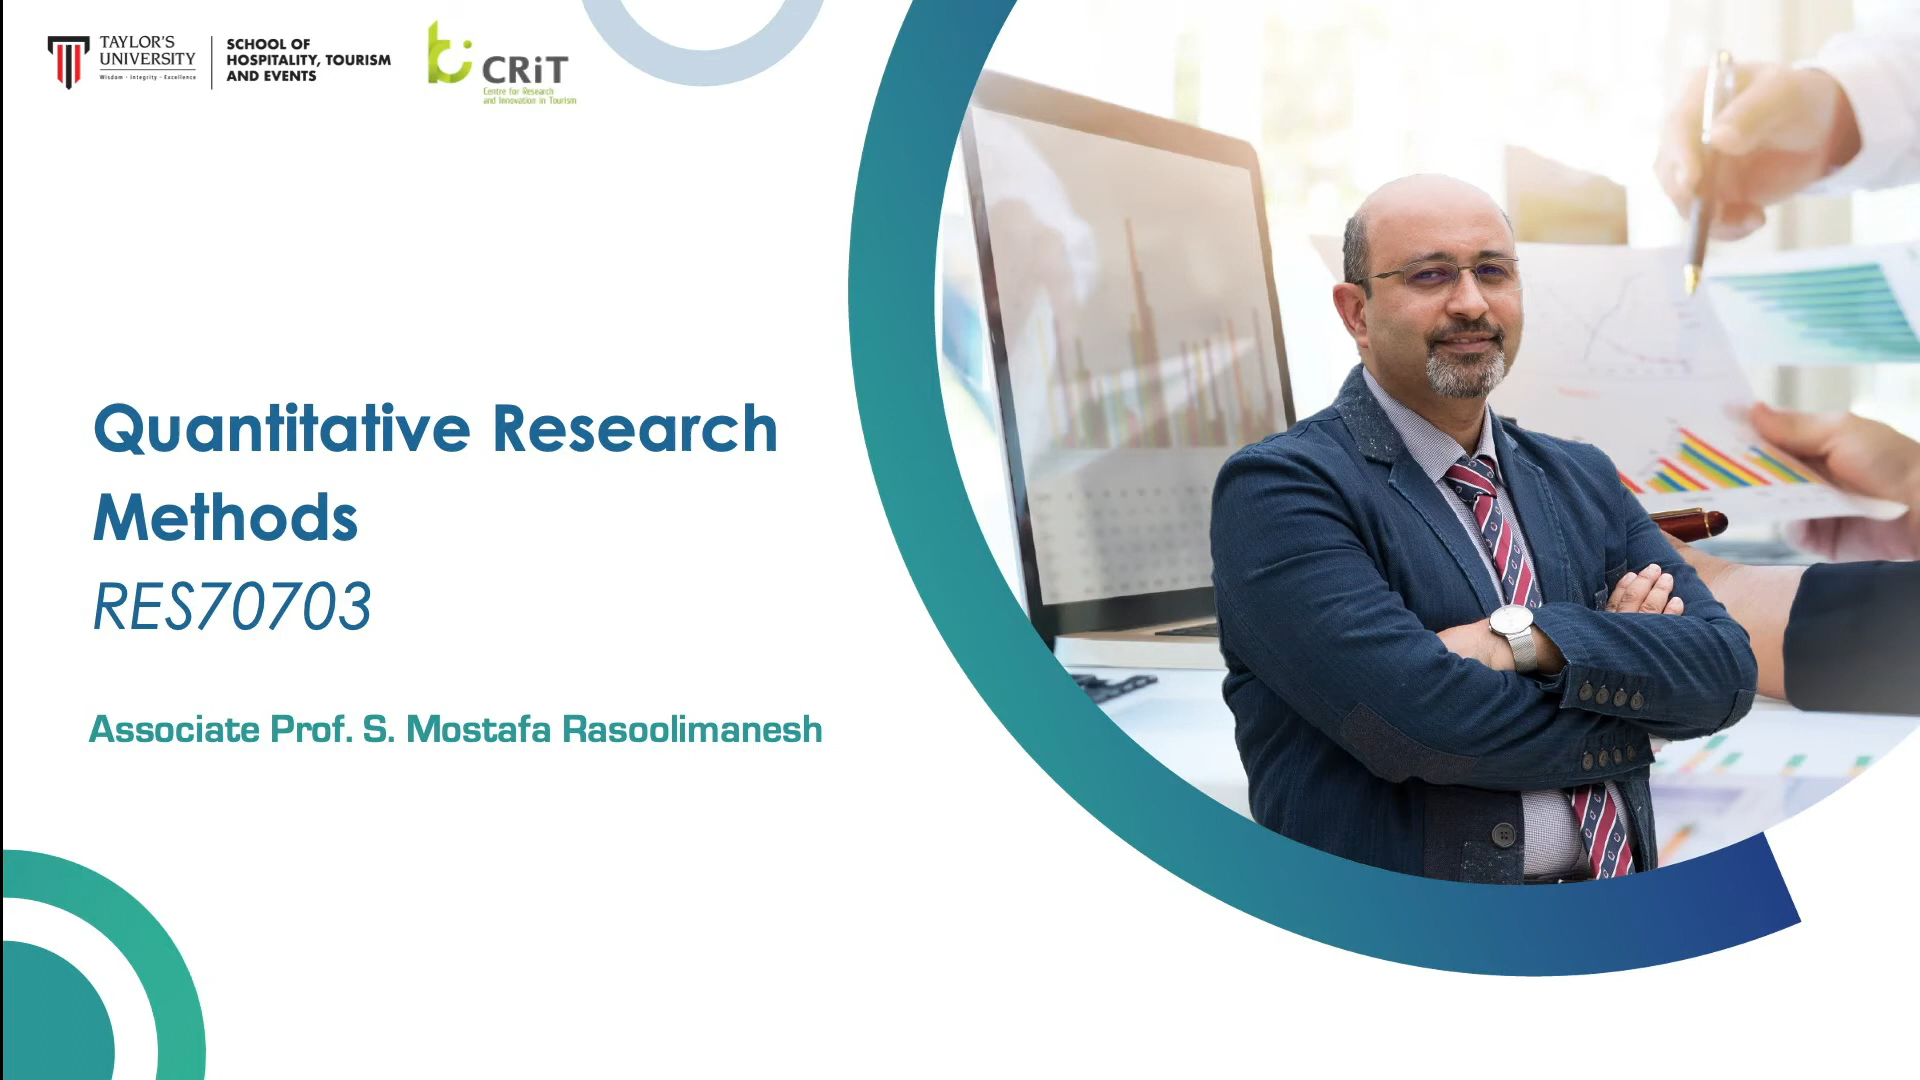 TAYLOR'S
UNIVERSITY
Wisdom · Integrity · Excellence
SCHOOL OF
HOSPITALITY, TOURISM
AND EVENTS
CRiT
Centre for Research
and Innovation in Tourism
Quantitative Research
Methods
RES70703
Associate Prof. S. Mostafa Rasoolimanesh